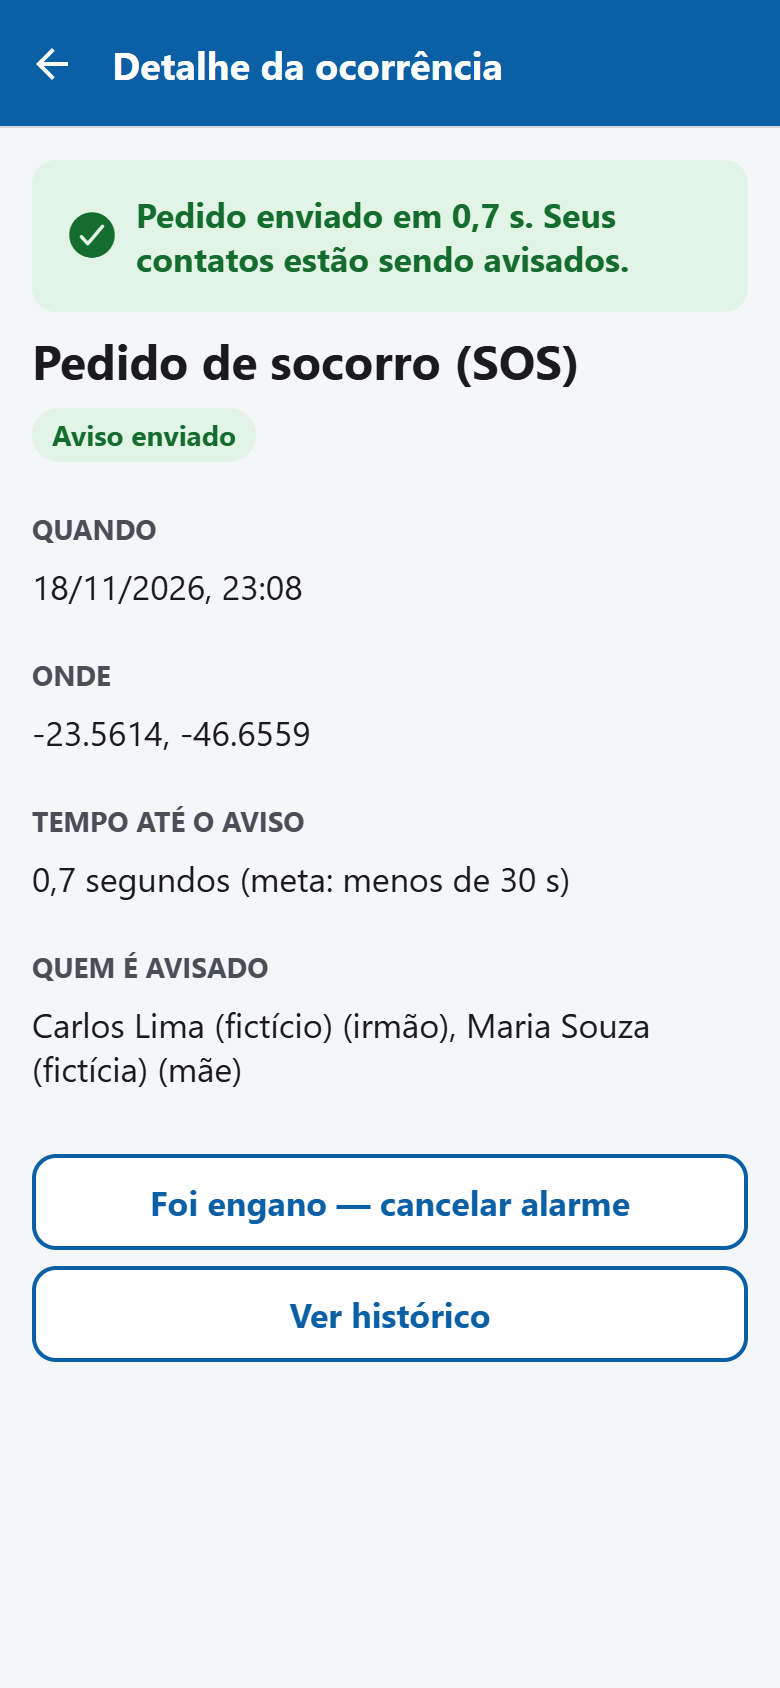 Detalhe da ocorrência
Pedido enviado em 0,7 s. Seus
contatos estão sendo avisados.
Pedido de socorro (SOS)
Aviso enviado
QUANDO
18/11/2026, 23:08
ONDE
-23.5614, -46.6559
TEMPO ATÉ O AVISO
0,7 segundos (meta: menos de 30 s)
QUEM É AVISADO
Carlos Lima (fictício) (irmão), Maria Souza
(fictícia) (mãe)
Foi engano — cancelar alarme
Ver histórico